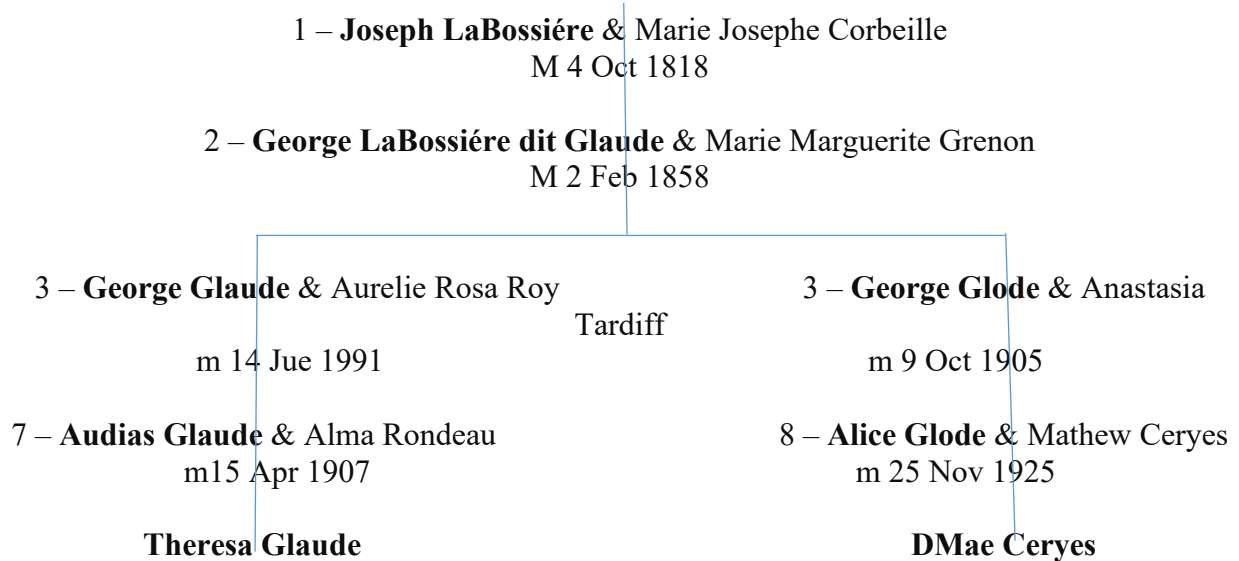 1 – Joseph LaBossiére & Marie Josephe Corbeille
M 4 Oct 1818
2 – George LaBossiére dit Glaude & Marie Marguerite Grenon
M 2 Feb 1858
3 – George Glaude & Aurelie Rosa Roy 3 – George Glode & Anastasia
Tardiff
m 14 Jue 1991 m 9 Oct 1905
7 – Audias Glaude & Alma Rondeau 8 – Alice Glode & Mathew Ceryes
m15 Apr 1907 m 25 Nov 1925
Theresa Glaude DMae Ceryes